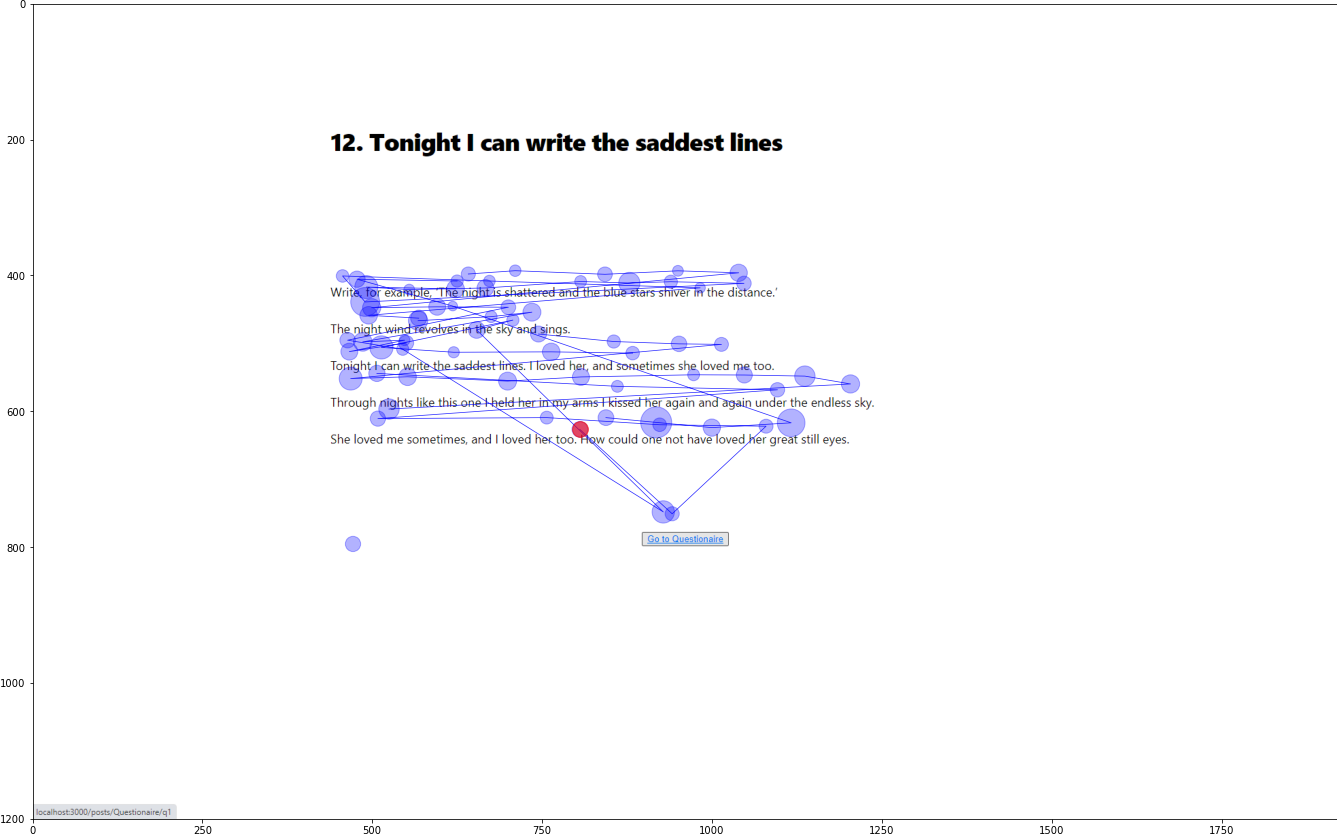 0
200
12. Tonight I can write the saddest lines
400
Write, for example, 'The night is shattered and the blue stars shiver in the distance.'
The night wind revolves in the sky and sings.
Tonight I can write the saddest lines. I loved her, and sometimes she loved me too.
600
Through nights like this one I held her in my arms I kissed her again and again under the endless sky.
She loved me sometimes, and I loved her too. How could one not have loved her great still eyes.
Go to Questionaire
800
1000
localhost:3000/posts/Questionaire/q1
1200
0 250 500 750 1000 1250 1500 1750